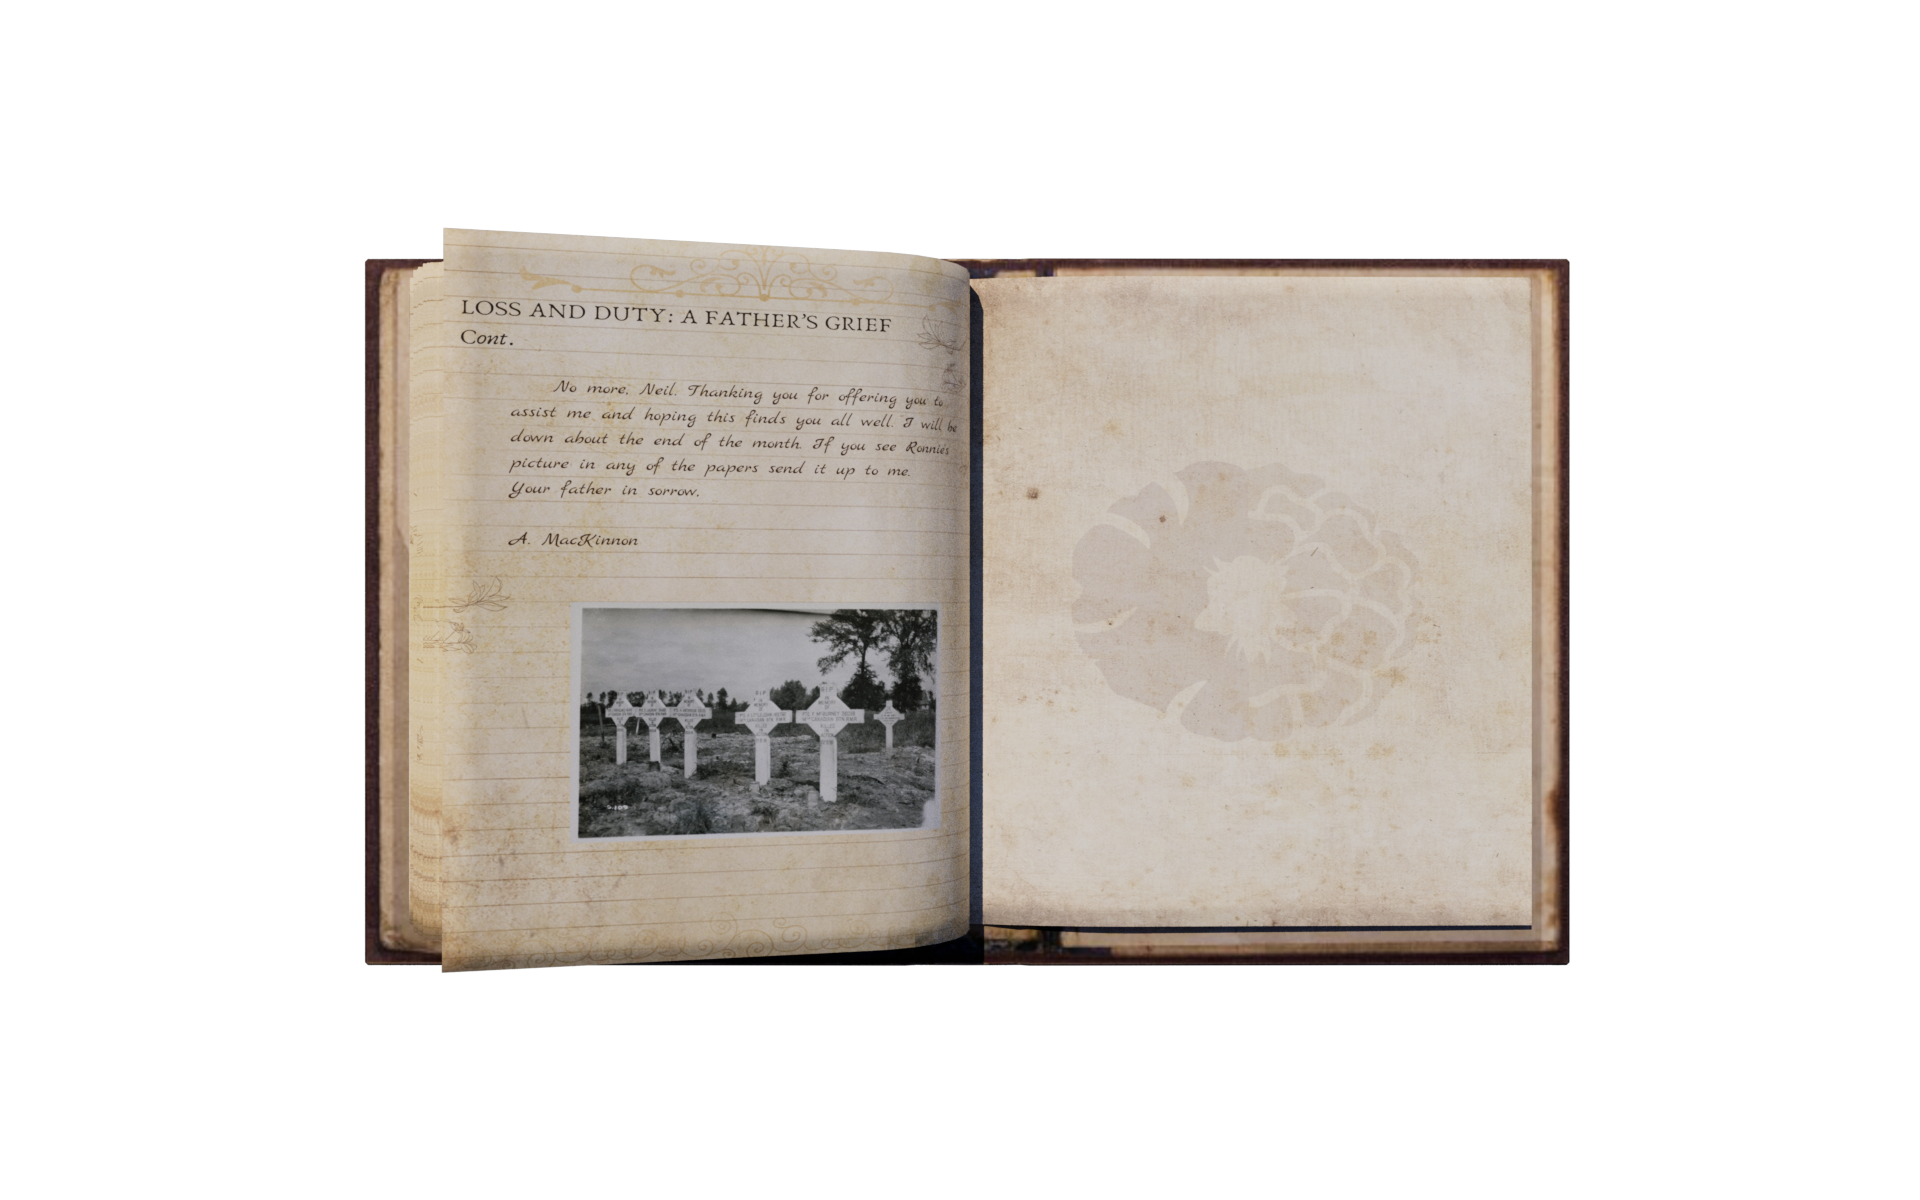 LOSS AND DUTY: A FATHER'S GRIEF
Cont.
No more, Neil. Thanking you for offering you to
assist me and hoping this finds you all well. I will be
down about the end of the month. If you see Ronnie's
picture in any of the papers send it up to me.
Your father in sorrow.
A. MacKinnon